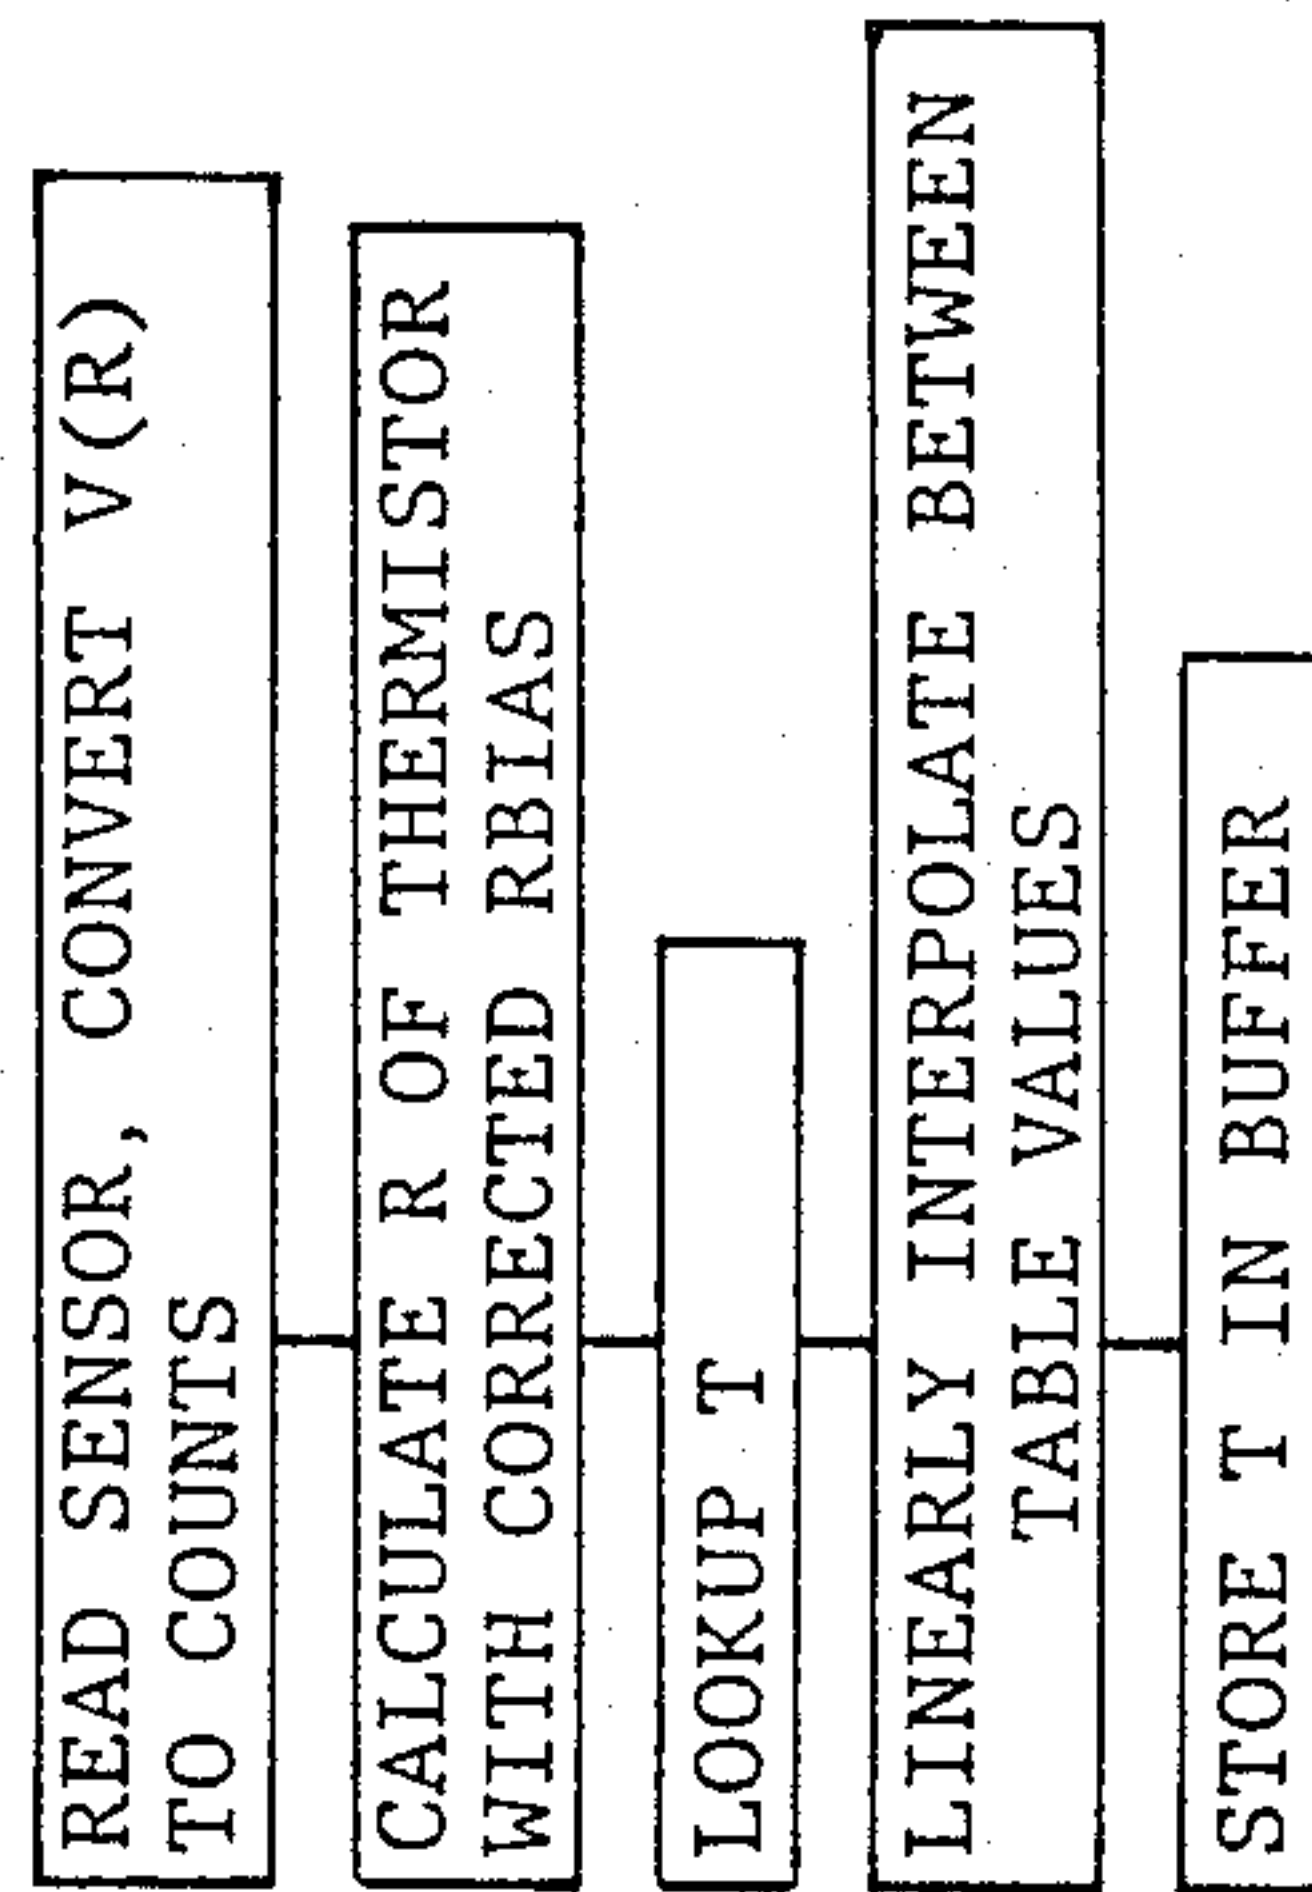 READ SENSOR, CONVERT V(R)
TO COUNTS
CALCULATE R OF THERMISTOR
WITH CORRECTED RBIAS
LOOKUP T
LINEARLY INTERPOLATE BETWEEN
TABLE VALUES
STORE T IN BUFFER